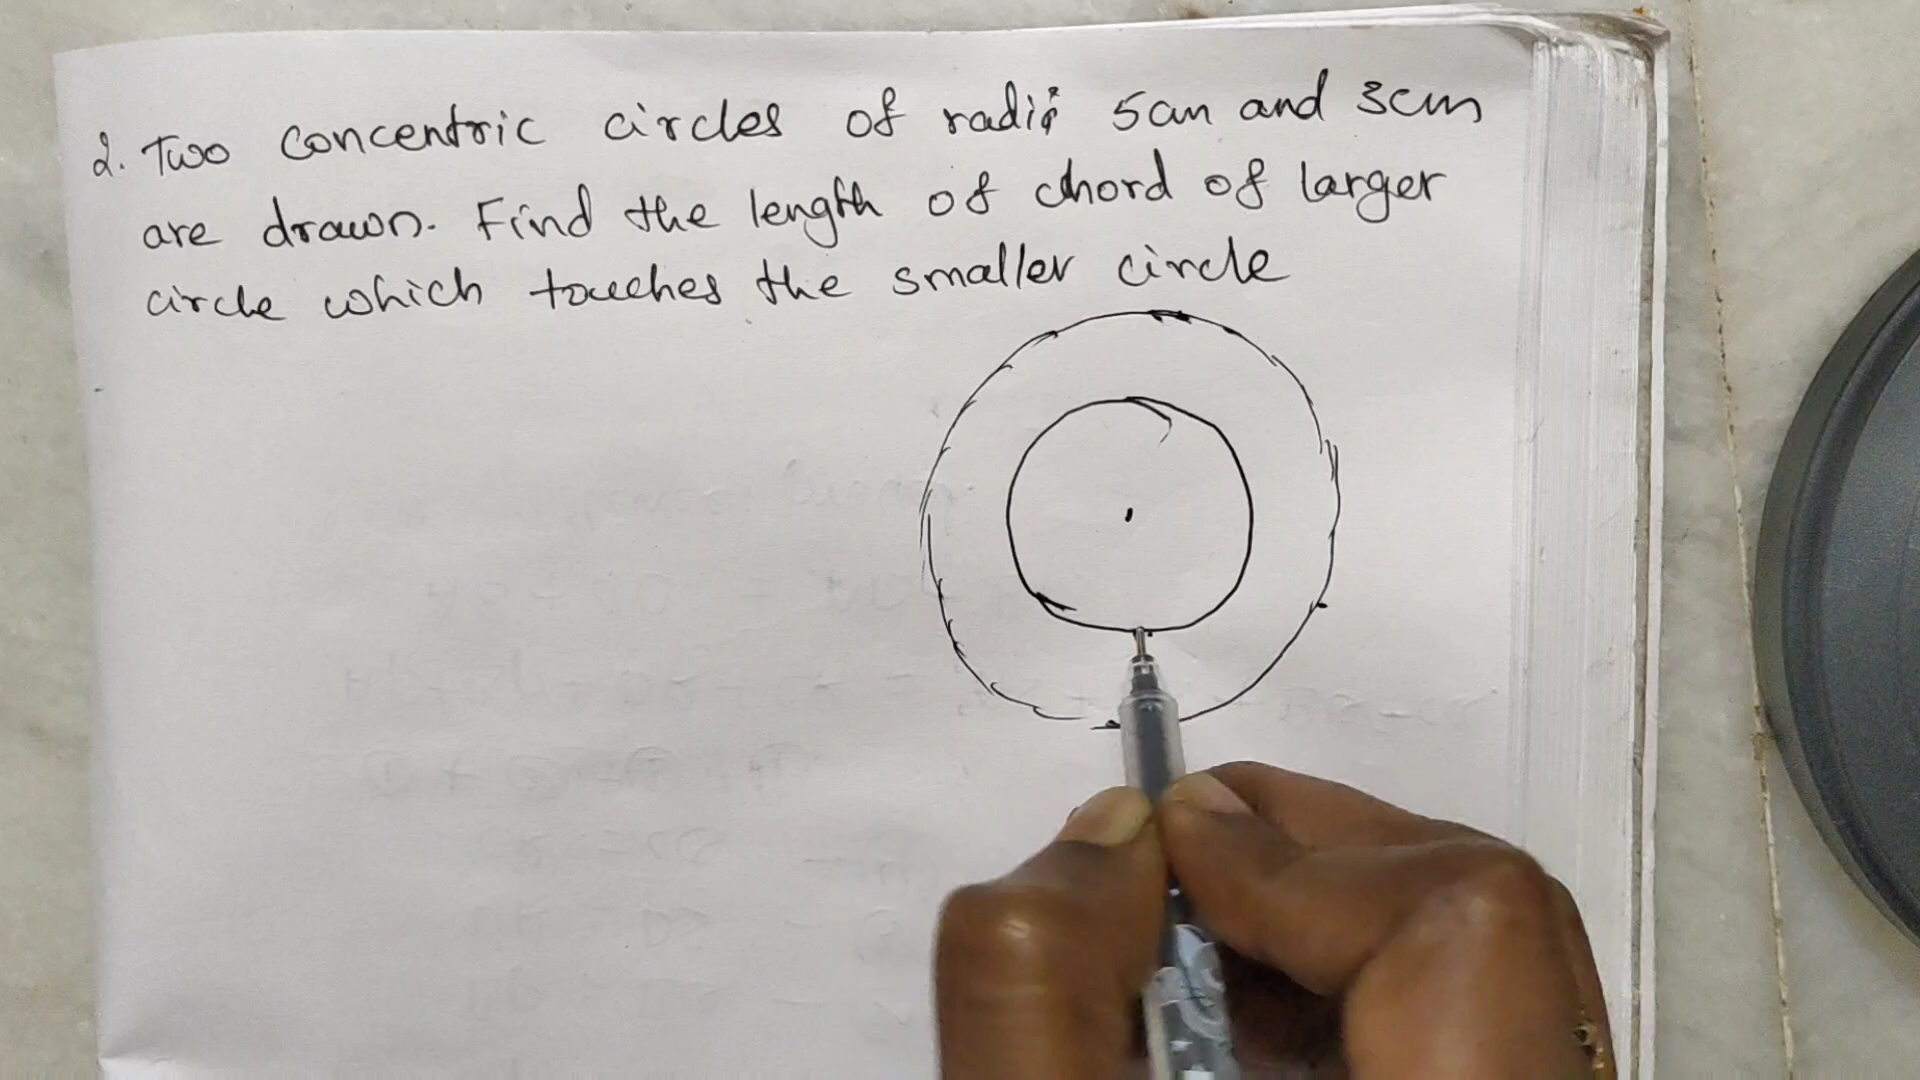 2. Two concentric circles of radii 5cm and 3cm
are drawn. Find the length of chord of larger
circle which touches the smaller circle